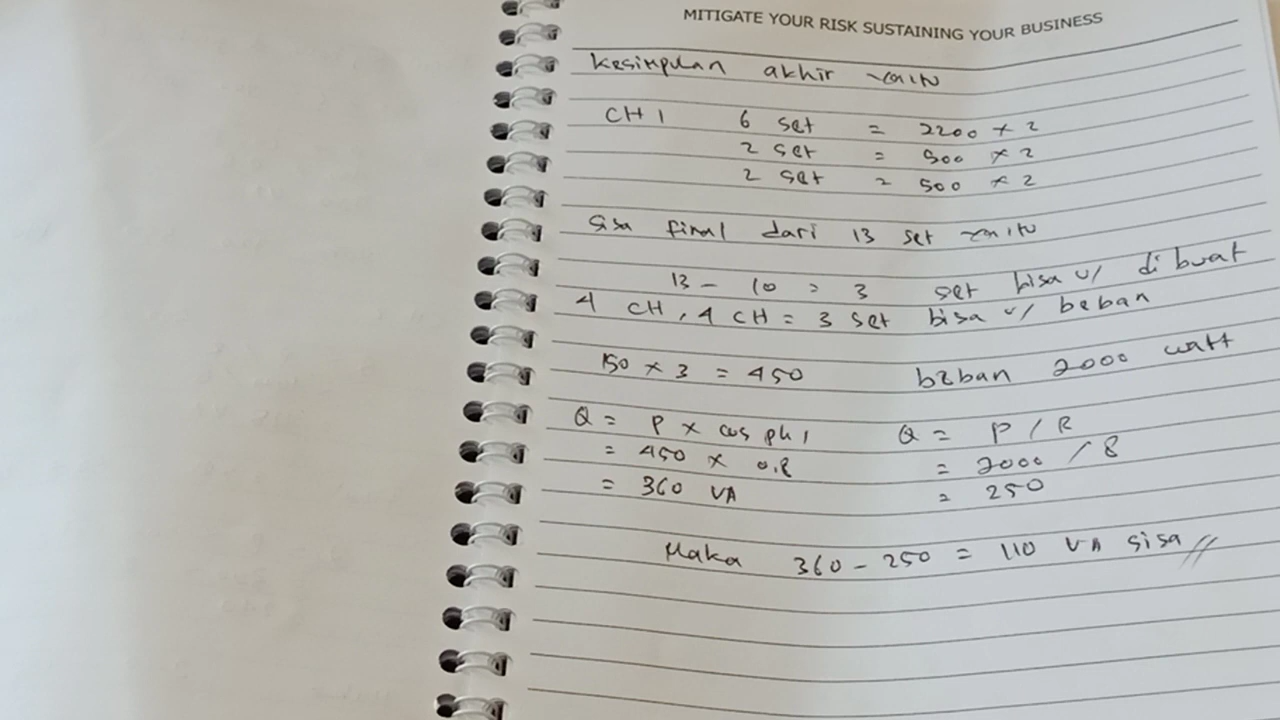 MITIGATE YOUR RISK SUSTAINING YOUR BUSINESS
Kesimpulan akhir yaitu
CH 1 6 set = 2200 x 2
2 set = 500 x 2
2 set = 500 x 2
Sisa final dari 13 set yaitu
13 - 10 = 3 set bisa u/ di buat
4 CH, 4 CH = 3 set bisa u/ beban
150 x 3 = 450 beban 2000 watt
Q = P x cos phi Q = P / R
= 450 x 0.8 = 2000 / 8
= 360 VA = 250
Maka 360 - 250 = 110 VA sisa //